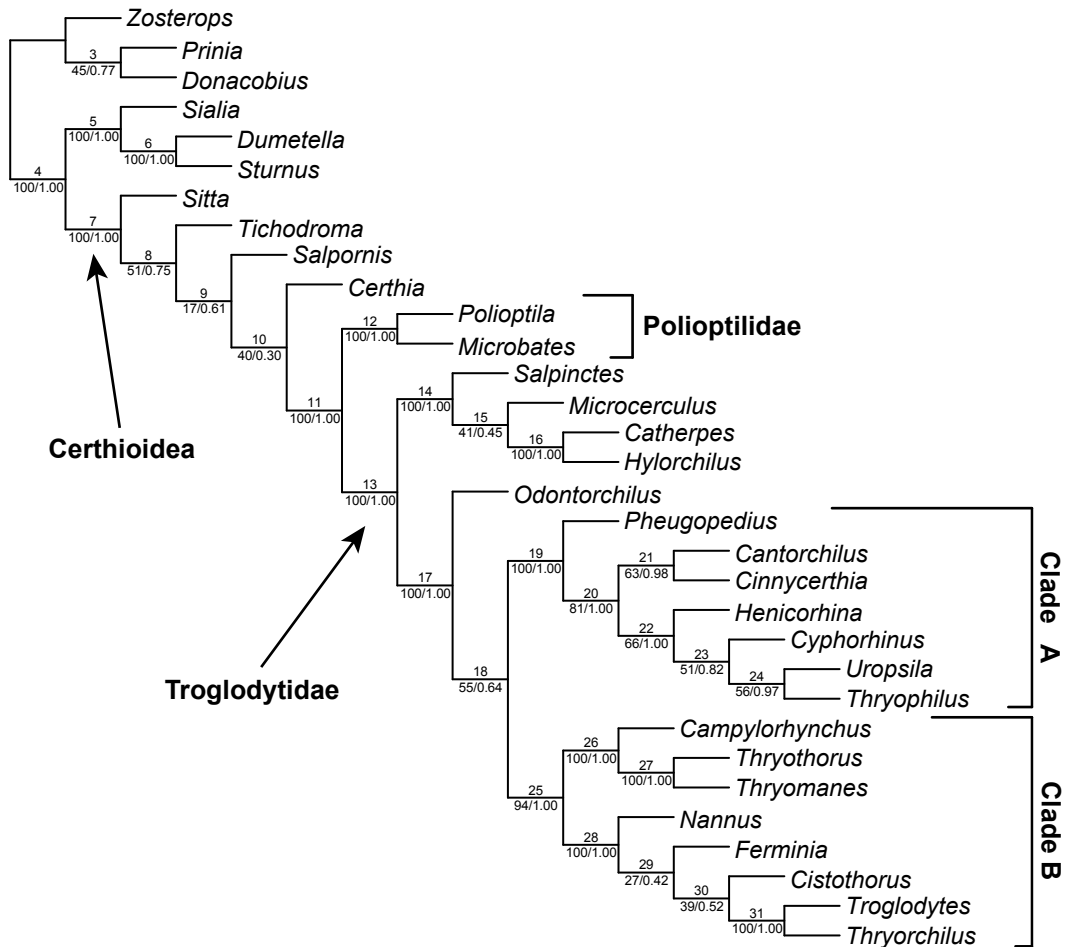 Zosterops
3
45/0.77
Prinia
Donacobius
Sialia
5
100/1.00
6
100/1.00
Dumetella
Sturnus
4
100/1.00
Sitta
7
100/1.00
Tichodroma
8
51/0.75
Salpornis
9
17/0.61
Certhia
10
40/0.30
Polioptila
12
100/1.00
Microbates
Polioptilidae
11
100/1.00
Salpinctes
14
100/1.00
Microcerculus
15
41/0.45
Catherpes
16
100/1.00
Hylorchilus
Certhioidea
13
100/1.00
Odontorchilus
Pheugopedius
19
100/1.00
Cantorchilus
21
63/0.98
Cinnycerthia
17
100/1.00
20
81/1.00
Henicorhina
22
66/1.00
Cyphorhinus
23
51/0.82
Uropsila
24
56/0.97
Thryophilus
Clade A
18
55/0.64
Troglodytidae
Campylorhynchus
26
100/1.00
Thryothorus
27
100/1.00
Thryomanes
25
94/1.00
Nannus
28
100/1.00
Ferminia
29
27/0.42
Cistothorus
30
39/0.52
Troglodytes
31
100/1.00
Thryorchilus
Clade B